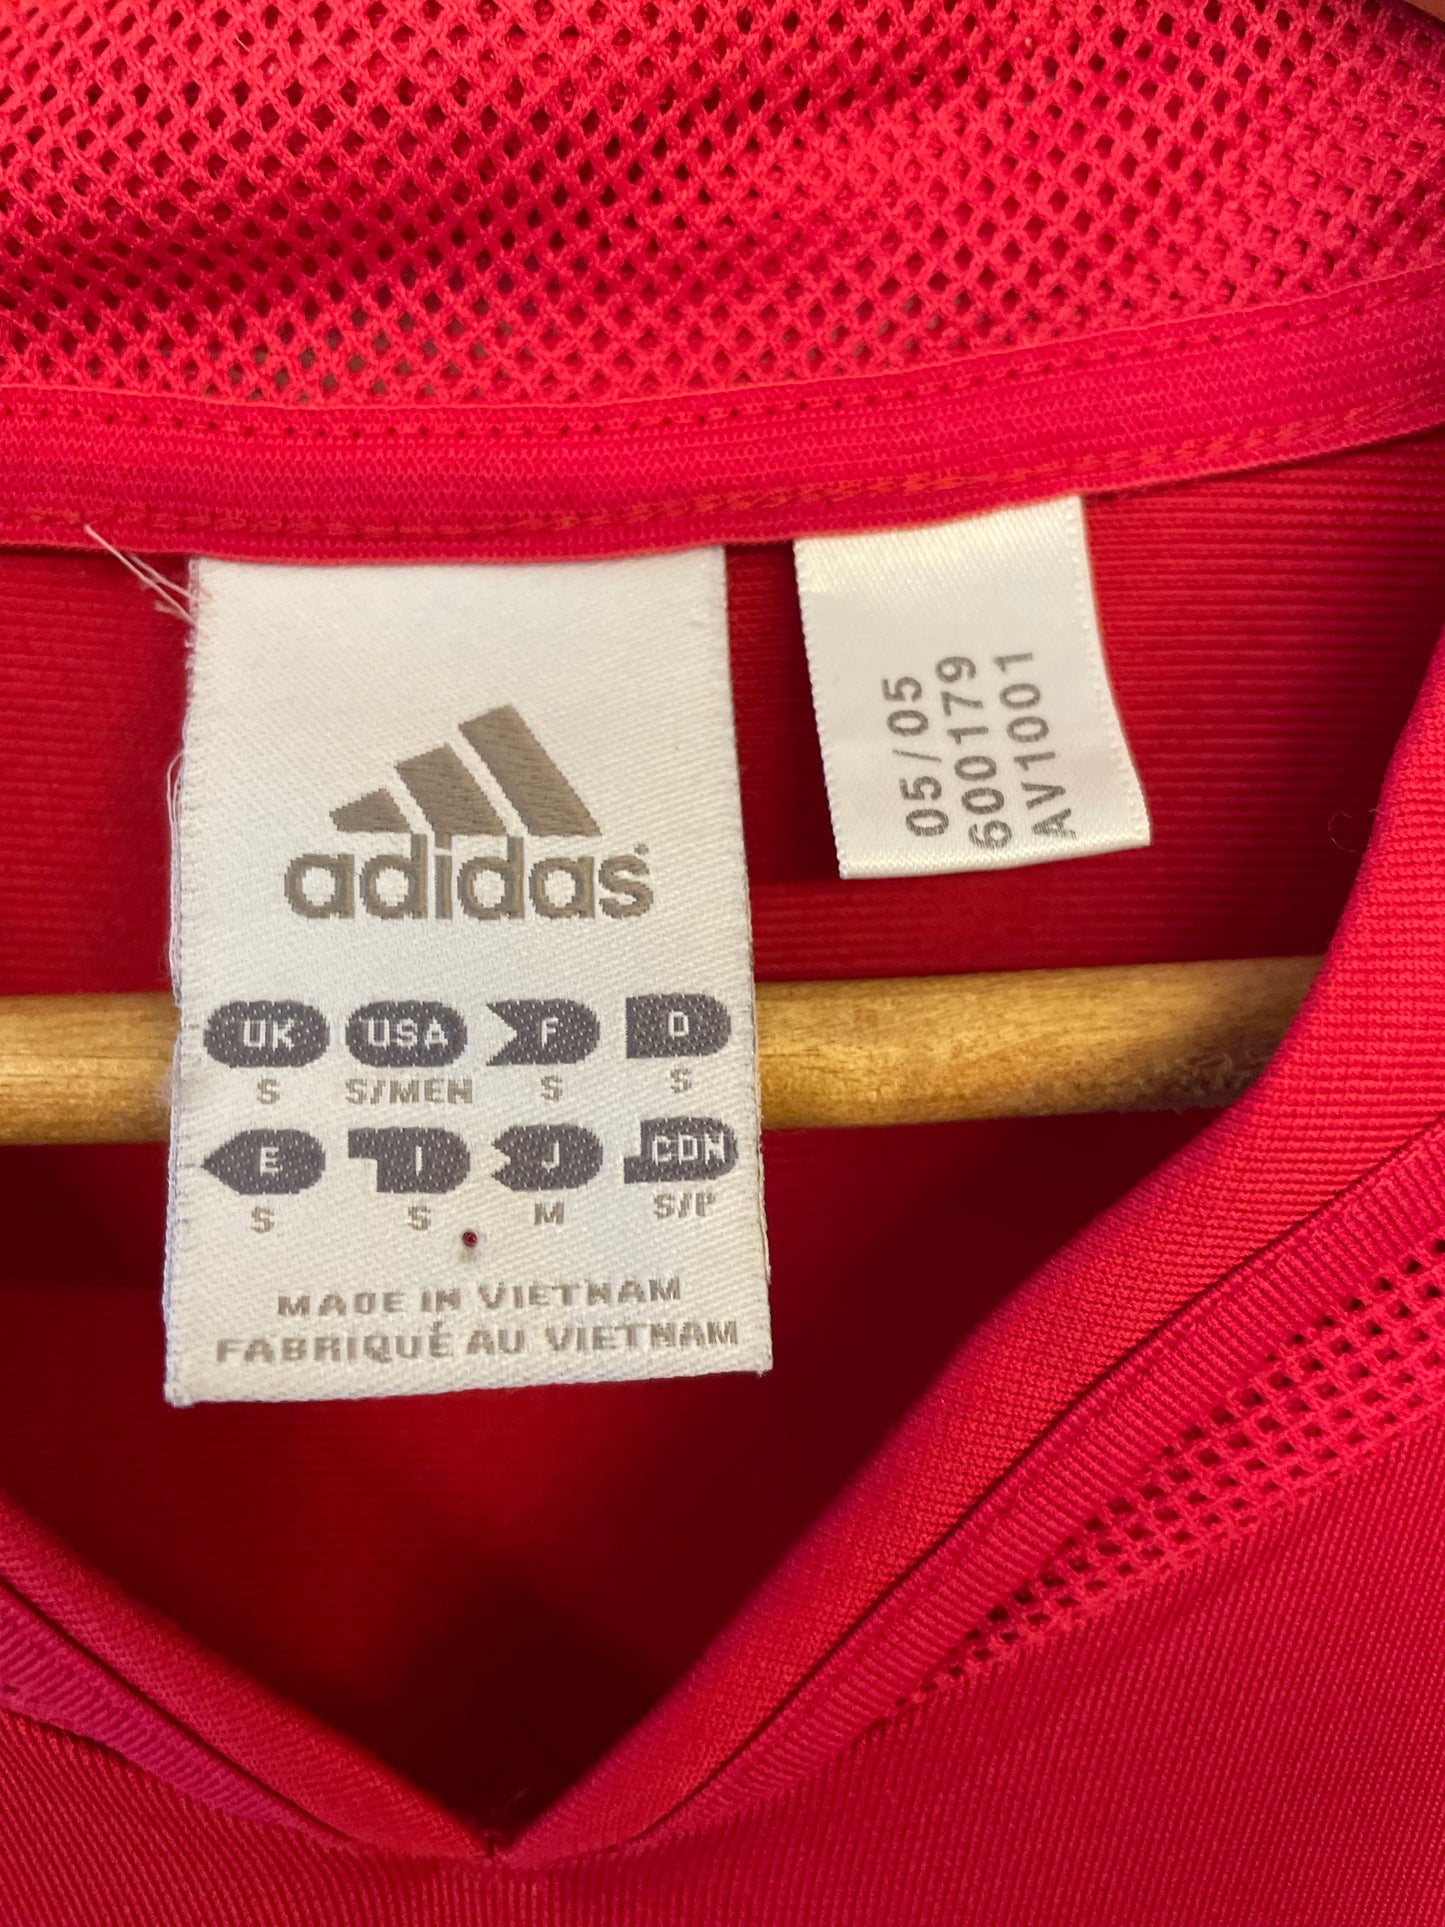 adidas
UK USA F D
S S/MEN S S
E I J CDN
S S M S/P
MADE IN VIETNAM
FABRIQUÉ AU VIETNAM
05/05
600179
AV1001